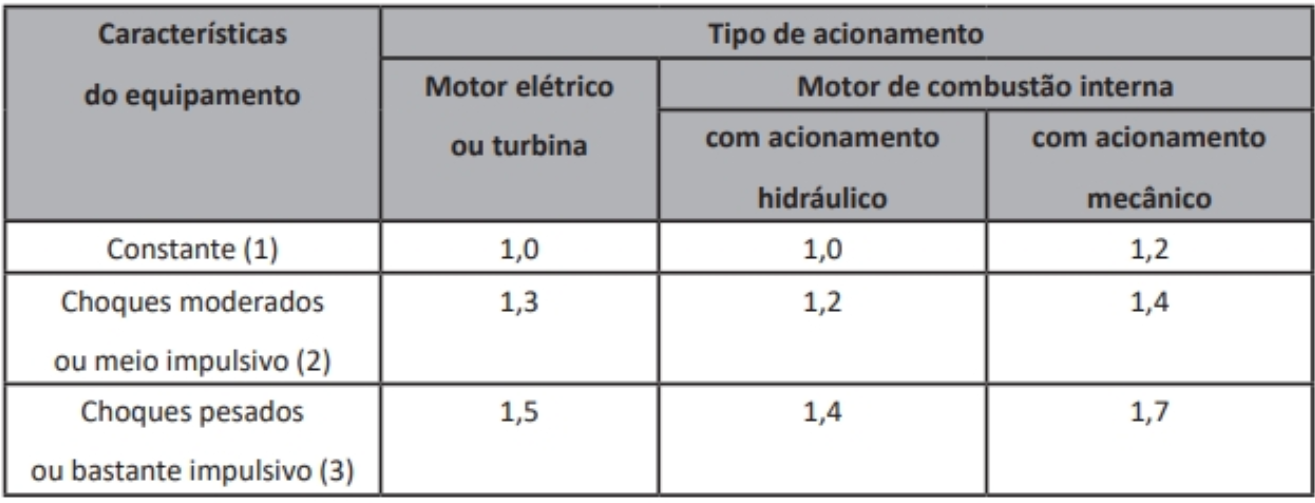 Características
do equipamento
Tipo de acionamento
Motor elétrico
ou turbina
Motor de combustão interna
com acionamento
hidráulico
com acionamento
mecânico
Constante (1)
1,0
1,0
1,2
Choques moderados
ou meio impulsivo (2)
1,3
1,2
1,4
Choques pesados
ou bastante impulsivo (3)
1,5
1,4
1,7